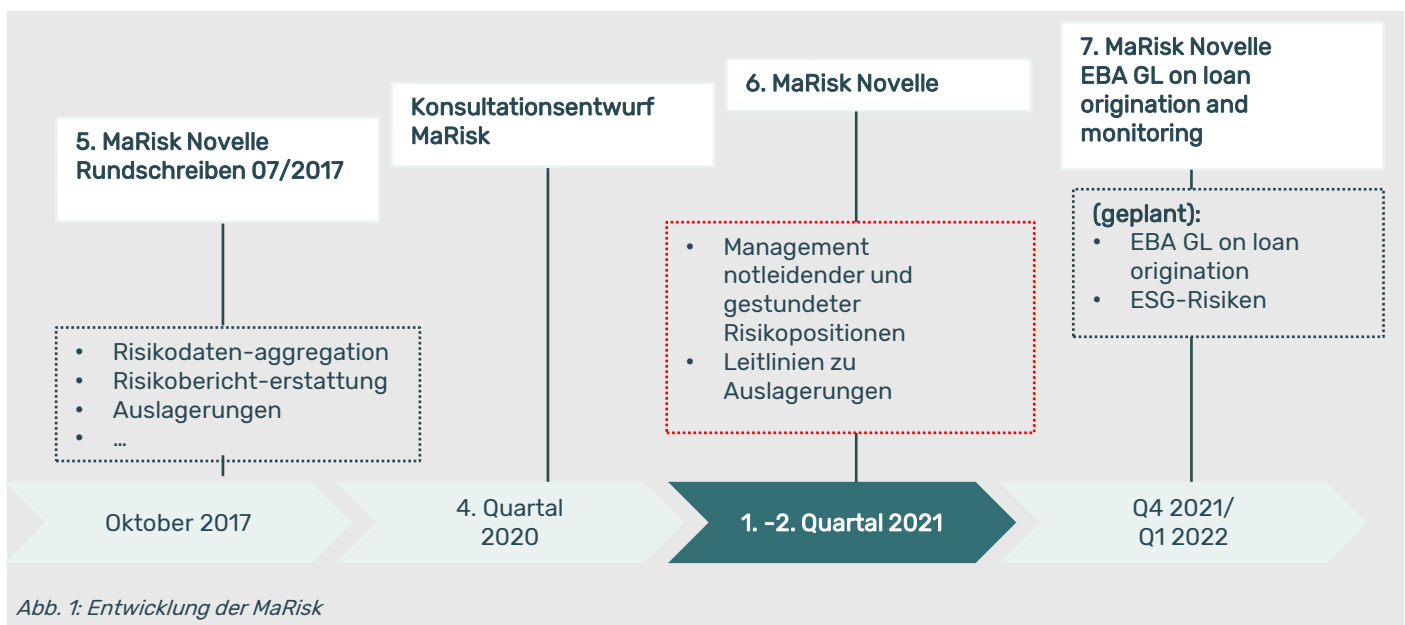 5. MaRisk Novelle
Rundschreiben 07/2017
• Risikodaten-aggregation
• Risikobericht-erstattung
• Auslagerungen
• ...
Oktober 2017
Konsultationsentwurf
MaRisk
4. Quartal
2020
6. MaRisk Novelle
• Management
notleidender und
gestundeter
Risikopositionen
• Leitlinien zu
Auslagerungen
1. -2. Quartal 2021
7. MaRisk Novelle
EBA GL on loan
origination and
monitoring
(geplant):
• EBA GL on loan
origination
• ESG-Risiken
Q4 2021/
Q1 2022
Abb. 1: Entwicklung der MaRisk